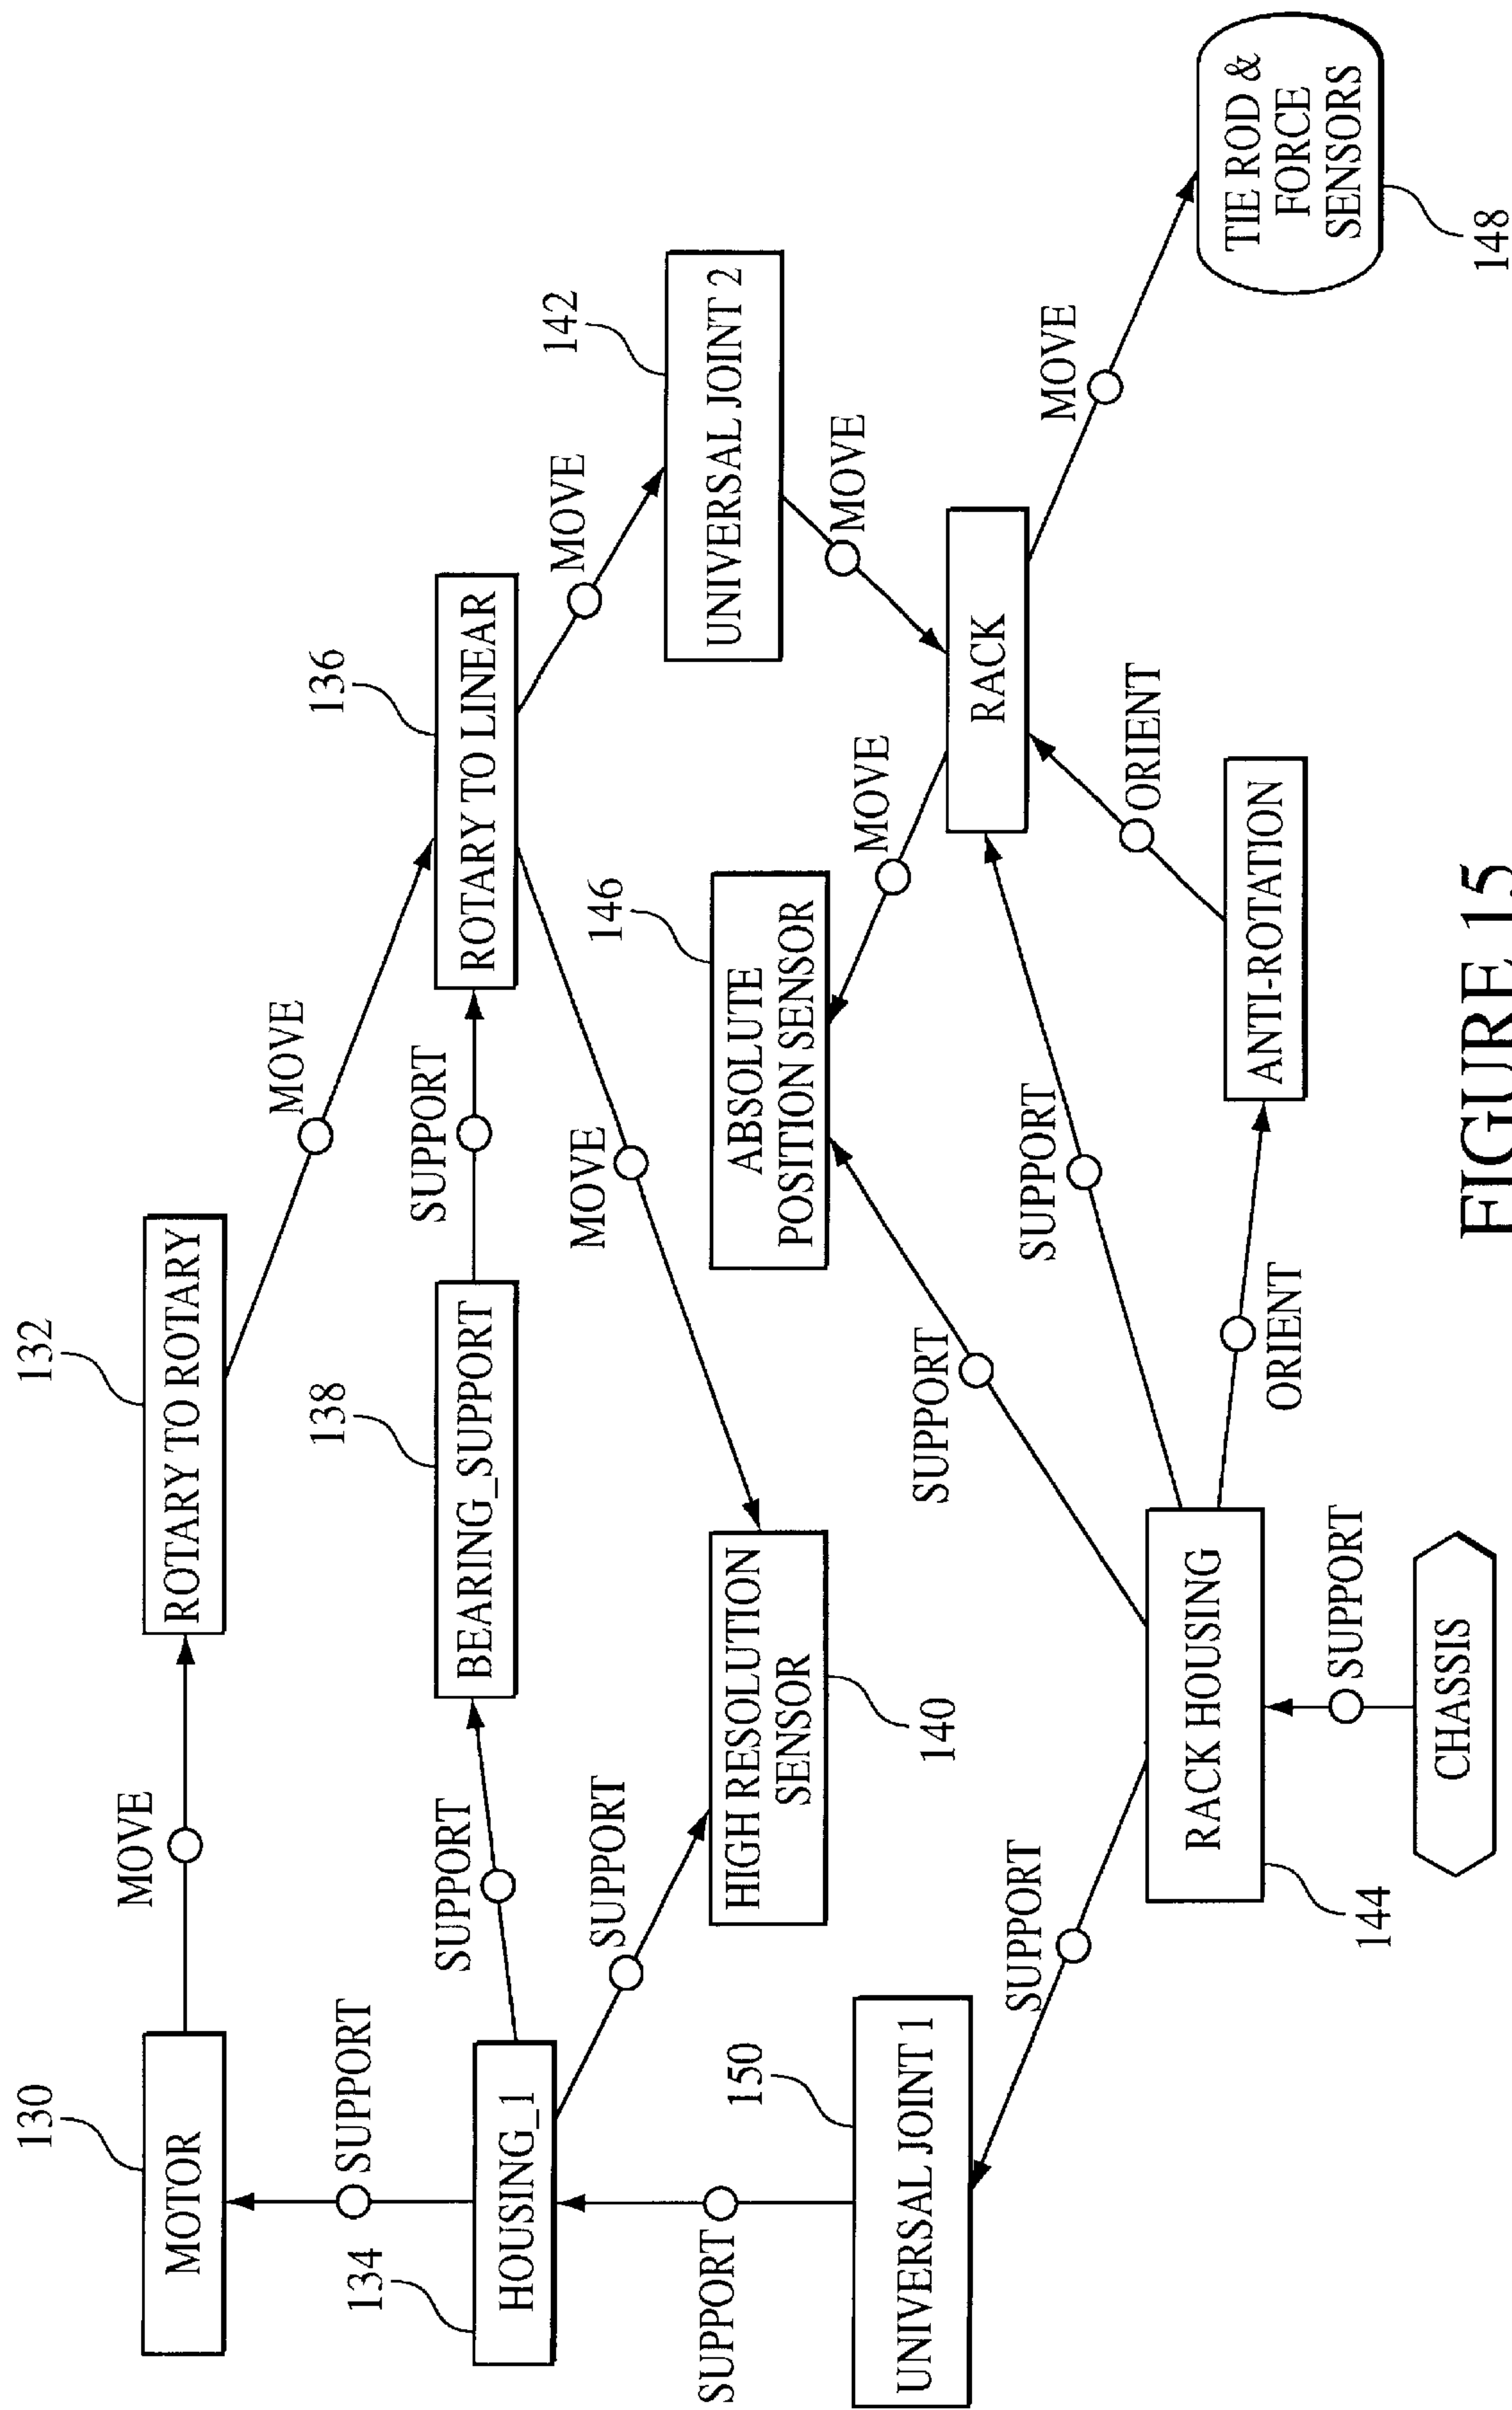 130
132
MOTOR
MOVE
ROTARY TO ROTARY
MOVE
SUPPORT
138
136
134
HOUSING_1
SUPPORT
BEARING_SUPPORT
SUPPORT
ROTARY TO LINEAR
MOVE
142
SUPPORT
SUPPORT
HIGH RESOLUTION
SENSOR
140
MOVE
146
ABSOLUTE
POSITION SENSOR
UNIVERSAL JOINT 2
150
UNIVERSAL JOINT 1
SUPPORT
SUPPORT
SUPPORT
MOVE
MOVE
RACK
MOVE
144
RACK HOUSING
ORIENT
ANTI-ROTATION
ORIENT
TIE ROD &
FORCE
SENSORS
148
SUPPORT
CHASSIS
FIGURE 15